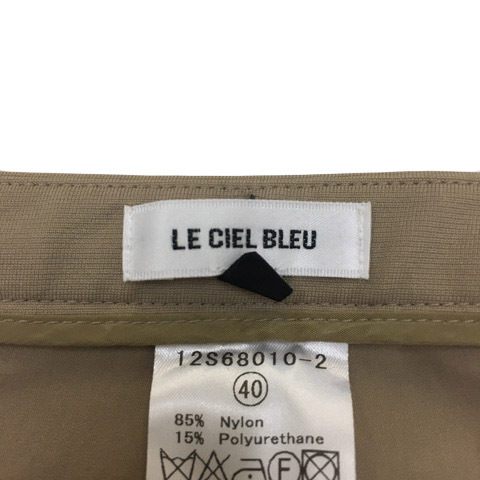 LE CIEL BLEU
12S68010-2
40
85% Nylon
15% Polyurethane
F